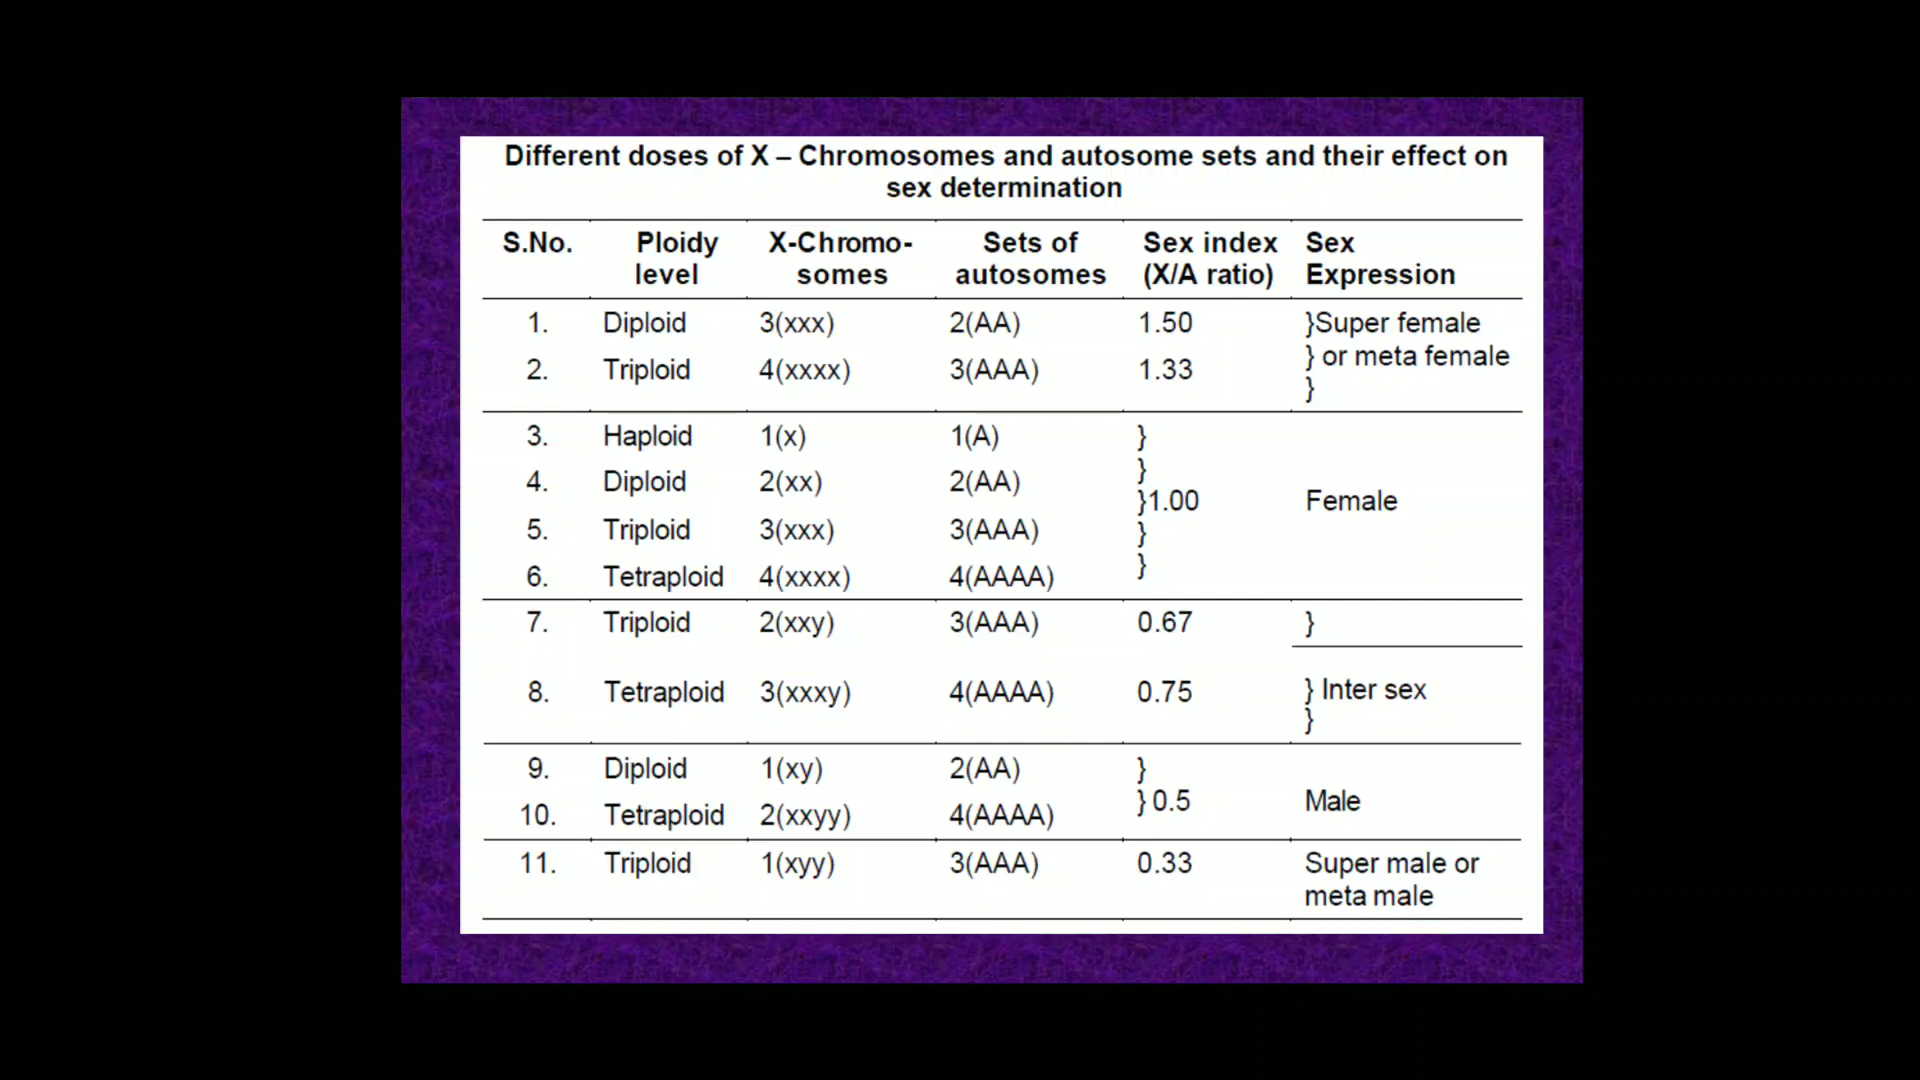 Different doses of X – Chromosomes and autosome sets and their effect on
sex determination
S.No. Ploidy level X-Chromo-somes Sets of autosomes Sex index (X/A ratio) Sex Expression
1. Diploid 3(xxx) 2(AA) 1.50 }Super female
} or meta female
2. Triploid 4(xxxx) 3(AAA) 1.33
}
3. Haploid 1(x) 1(A) }
}
4. Diploid 2(xx) 2(AA)
}1.00 Female
5. Triploid 3(xxx) 3(AAA) }
}
6. Tetraploid 4(xxxx) 4(AAAA)
7. Triploid 2(xxy) 3(AAA) 0.67 }
8. Tetraploid 3(xxxy) 4(AAAA) 0.75 } Inter sex
}
9. Diploid 1(xy) 2(AA) }
} 0.5 Male
10. Tetraploid 2(xxyy) 4(AAAA)
11. Triploid 1(xyy) 3(AAA) 0.33 Super male or
meta male